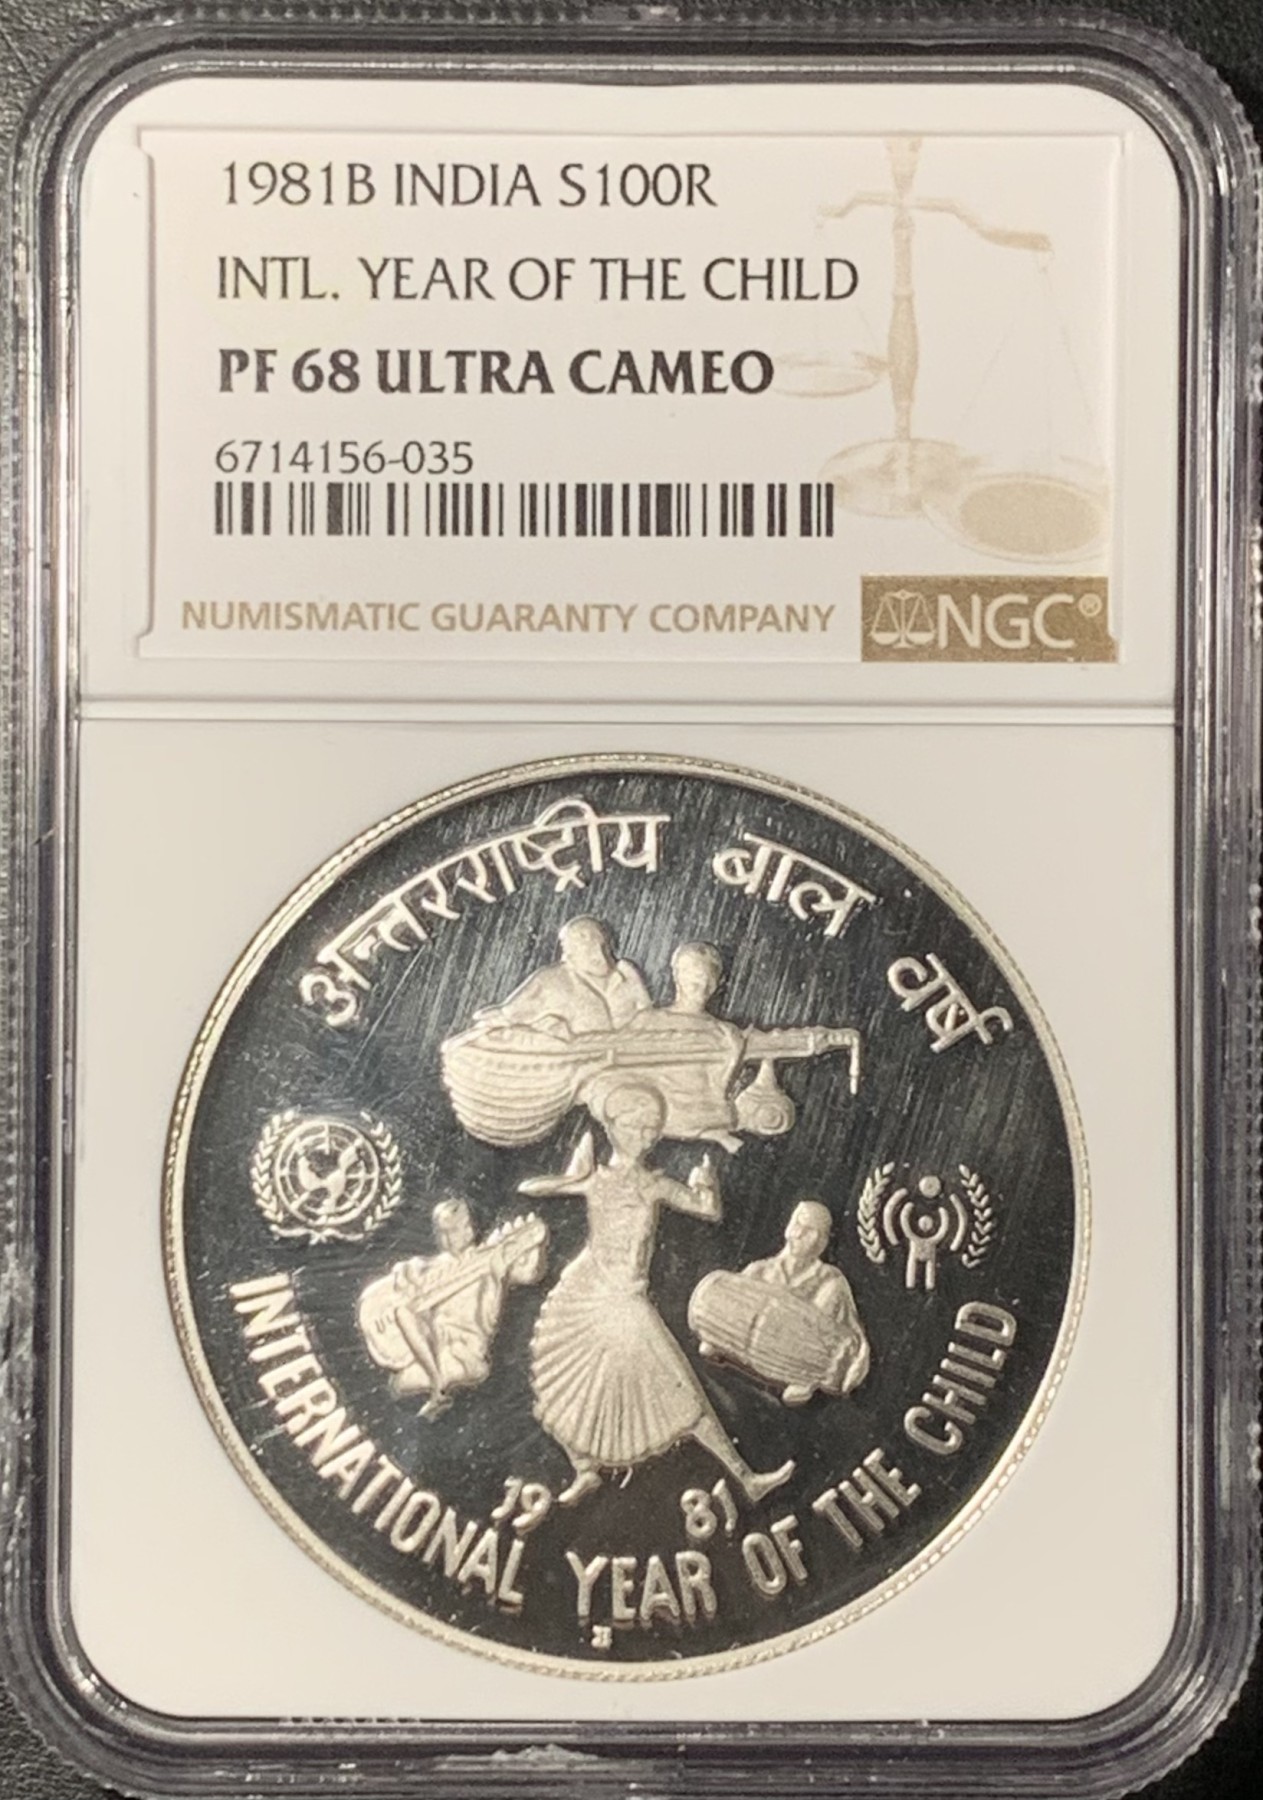 1981B INDIA S100R
INTL. YEAR OF THE CHILD
PF 68 ULTRA CAMEO
6714156-035
NUMISMATIC GUARANTY COMPANY
NGC®
अन्तरराष्ट्रीय बाल वर्ष
19 81
INTERNATIONAL YEAR OF THE CHILD
B